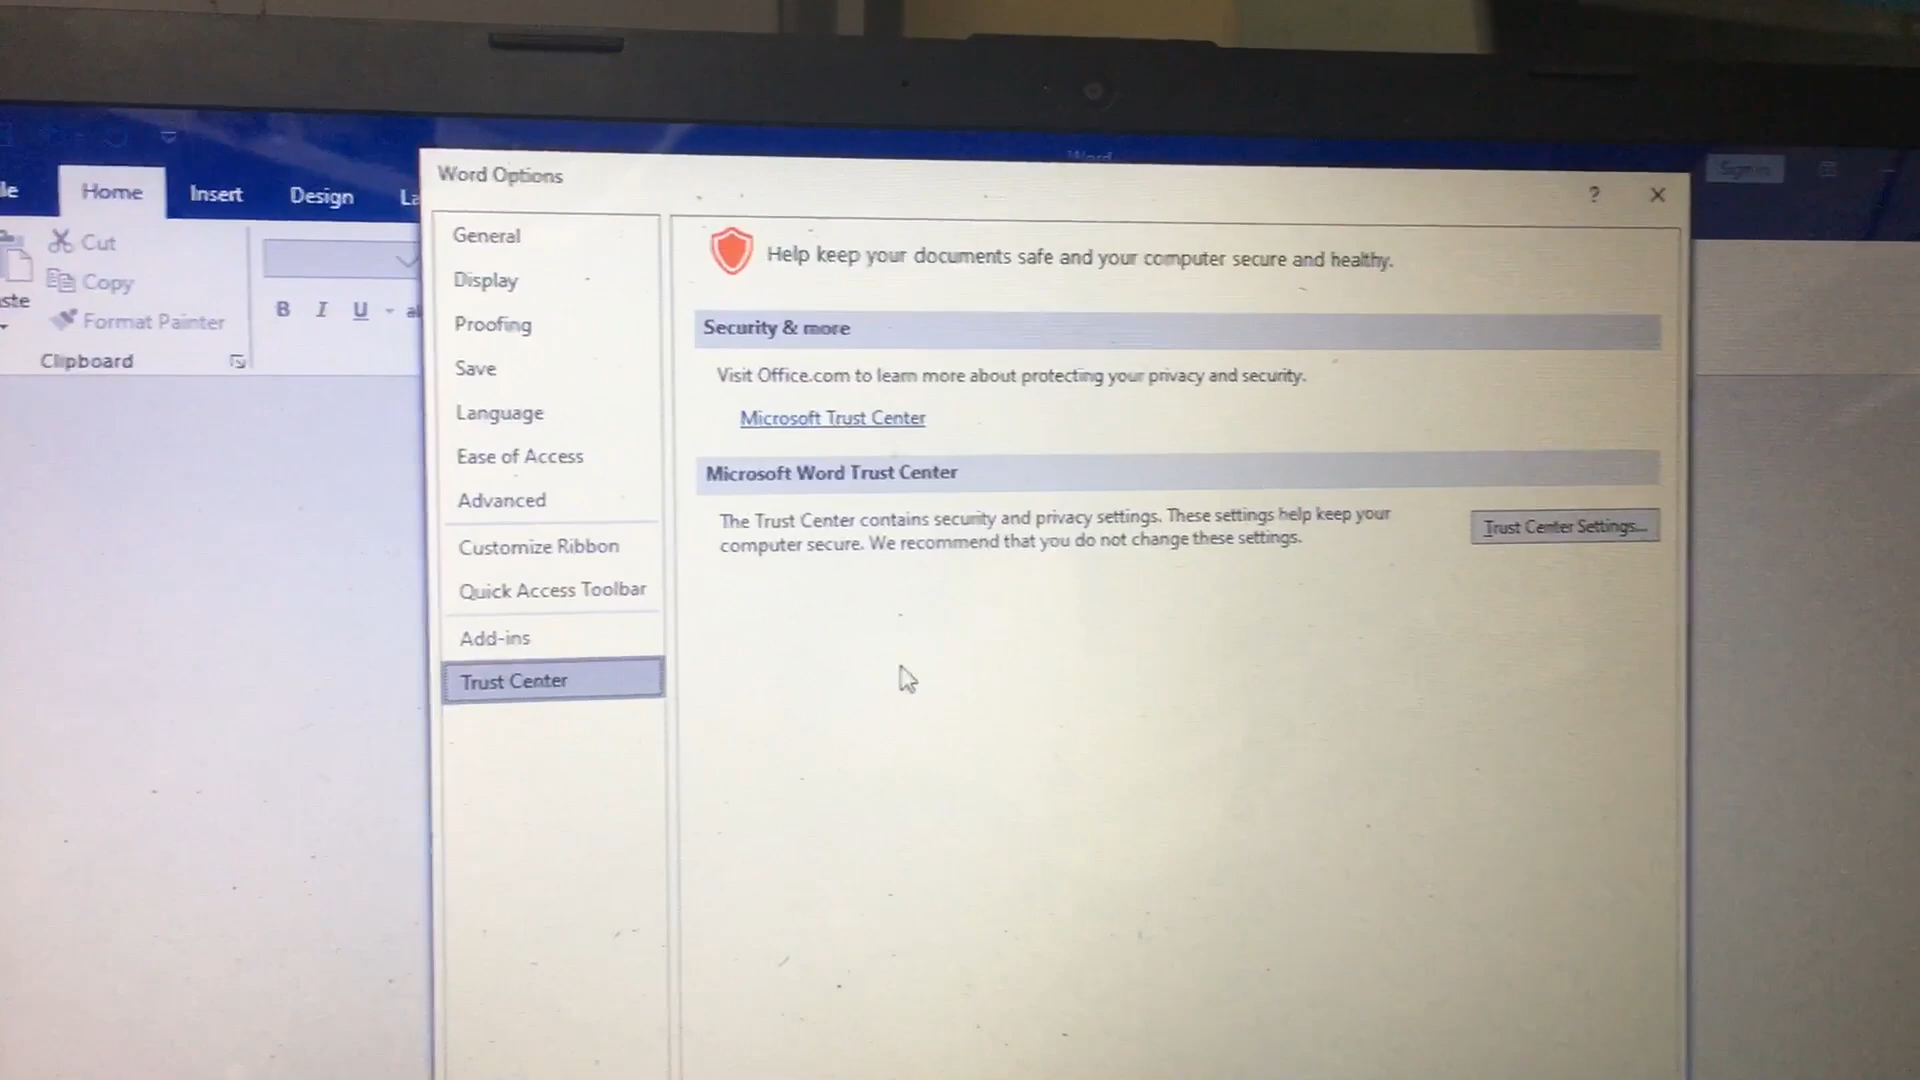 Word
Sign in
Home
Insert
Design
Cut
Copy
Format Painter
B I U
Clipboard
Word Options
?
General
Display
Proofing
Save
Language
Ease of Access
Advanced
Customize Ribbon
Quick Access Toolbar
Add-ins
Trust Center
Help keep your documents safe and your computer secure and healthy.
Security & more
Visit Office.com to learn more about protecting your privacy and security.
Microsoft Trust Center
Microsoft Word Trust Center
The Trust Center contains security and privacy settings. These settings help keep your
computer secure. We recommend that you do not change these settings.
Trust Center Settings...